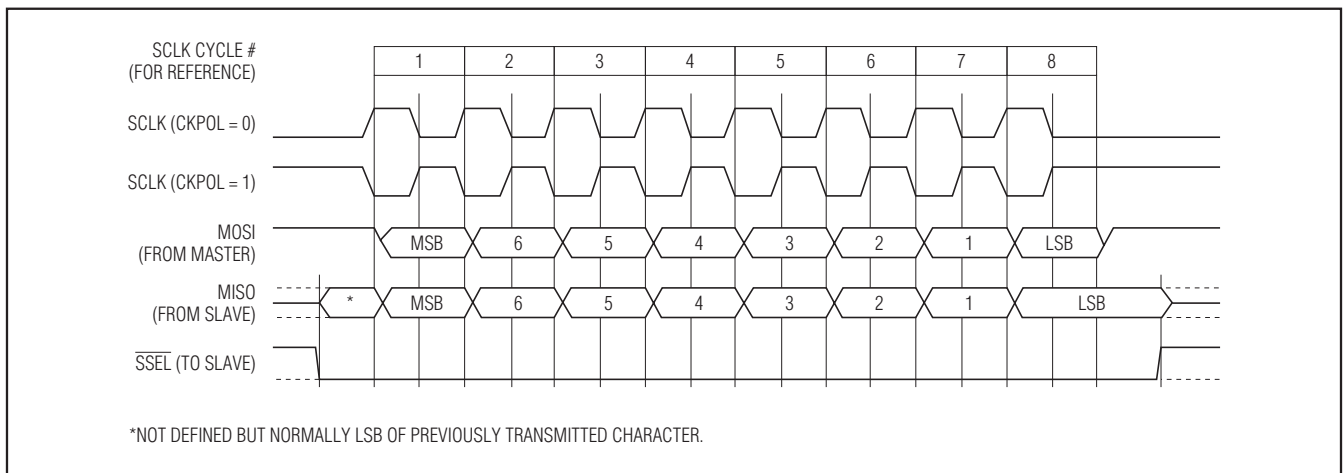 SCLK CYCLE #
(FOR REFERENCE)
1 2 3 4 5 6 7 8
SCLK (CKPOL = 0)
SCLK (CKPOL = 1)
MOSI
(FROM MASTER)
MSB 6 5 4 3 2 1 LSB
MISO
(FROM SLAVE)
* MSB 6 5 4 3 2 1 LSB
SSEL (TO SLAVE)
*NOT DEFINED BUT NORMALLY LSB OF PREVIOUSLY TRANSMITTED CHARACTER.